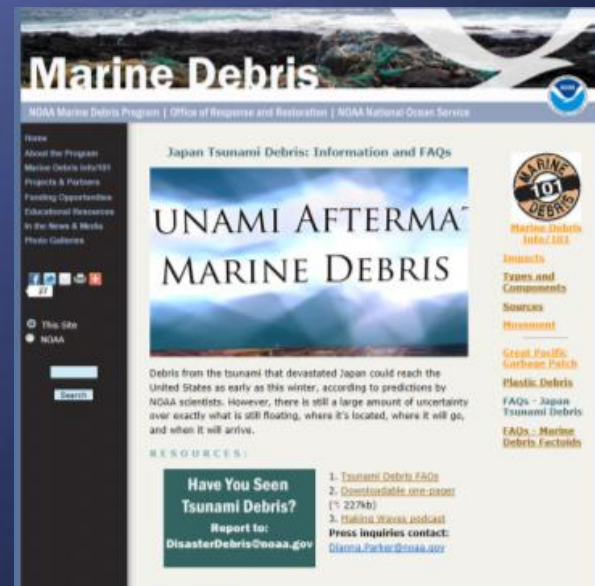 Marine Debris
NOAA Marine Debris Program | Office of Response and Restoration | NOAA National Ocean Service
Home
About the Program
Marine Debris Info/101
Projects & Partners
Funding Opportunities
Educational Resources
In the News & Media
Photo Galleries
This Site
NOAA
Search
Japan Tsunami Debris: Information and FAQs
UNAMI AFTERMAT
MARINE DEBRIS
Debris from the tsunami that devastated Japan could reach the
United States as early as this winter, according to predictions by
NOAA scientists. However, there is still a large amount of uncertainty
over exactly what is still floating, where it's located, where it will go,
and when it will arrive.
RESOURCES:
Have You Seen
Tsunami Debris?
Report to:
DisasterDebris@noaa.gov
1. Tsunami Debris FAQs
2. Downloadable one-pager
227kb)
3. Making Waves podcast
Press inquiries contact:
Dianna.Parker@noaa.gov
MARINE
101
DEBRIS
Marine Debris
Info/101
Impacts
Types and
Components
Sources
Movement
Great Pacific
Garbage Patch
Plastic Debris
FAQs - Japan
Tsunami Debris
FAQs - Marine
Debris Factoids